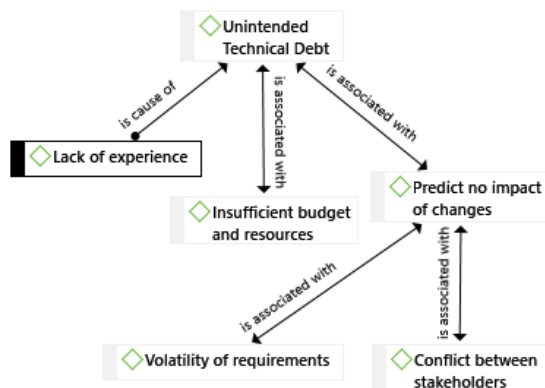 Unintended
Technical Debt
is cause of
is associated with
is associated with
Lack of experience
Insufficient budget
and resources
Predict no impact
of changes
is associated with
is associated with
Volatility of requirements
Conflict between
stakeholders